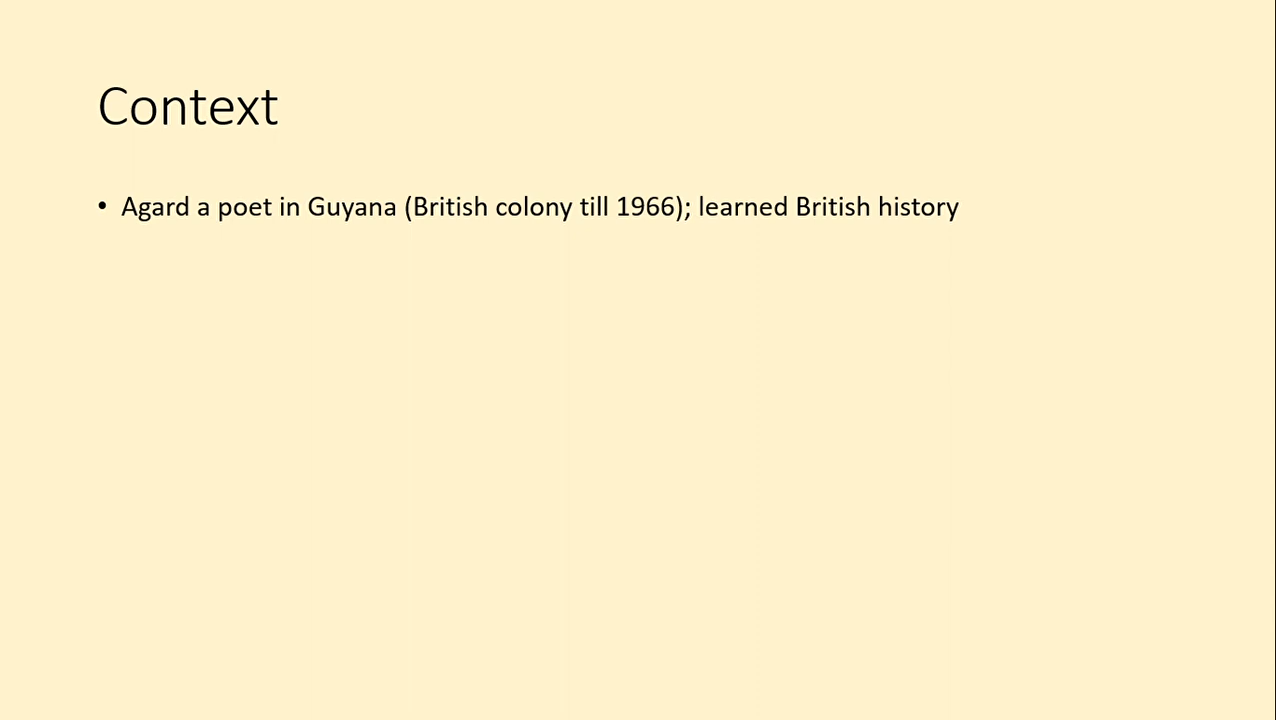 Context
• Agard a poet in Guyana (British colony till 1966); learned British history